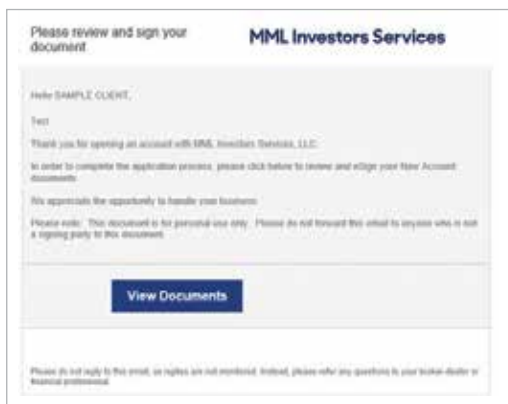 Please review and sign your
document
MML Investors Services
Hello SAMPLE CLIENT,
Test
Thank you for opening an account with MML Investors Services, LLC.
In order to complete the application process, please click below to review and eSign your New Account
documents.
We appreciate the opportunity to handle your business.
Please note: This document is for personal use only. Please do not forward this email to anyone who is not
a signing party to this document.
View Documents
Please do not reply to this email, as replies are not monitored. Instead, please refer any questions to your broker-dealer or
financial professional.